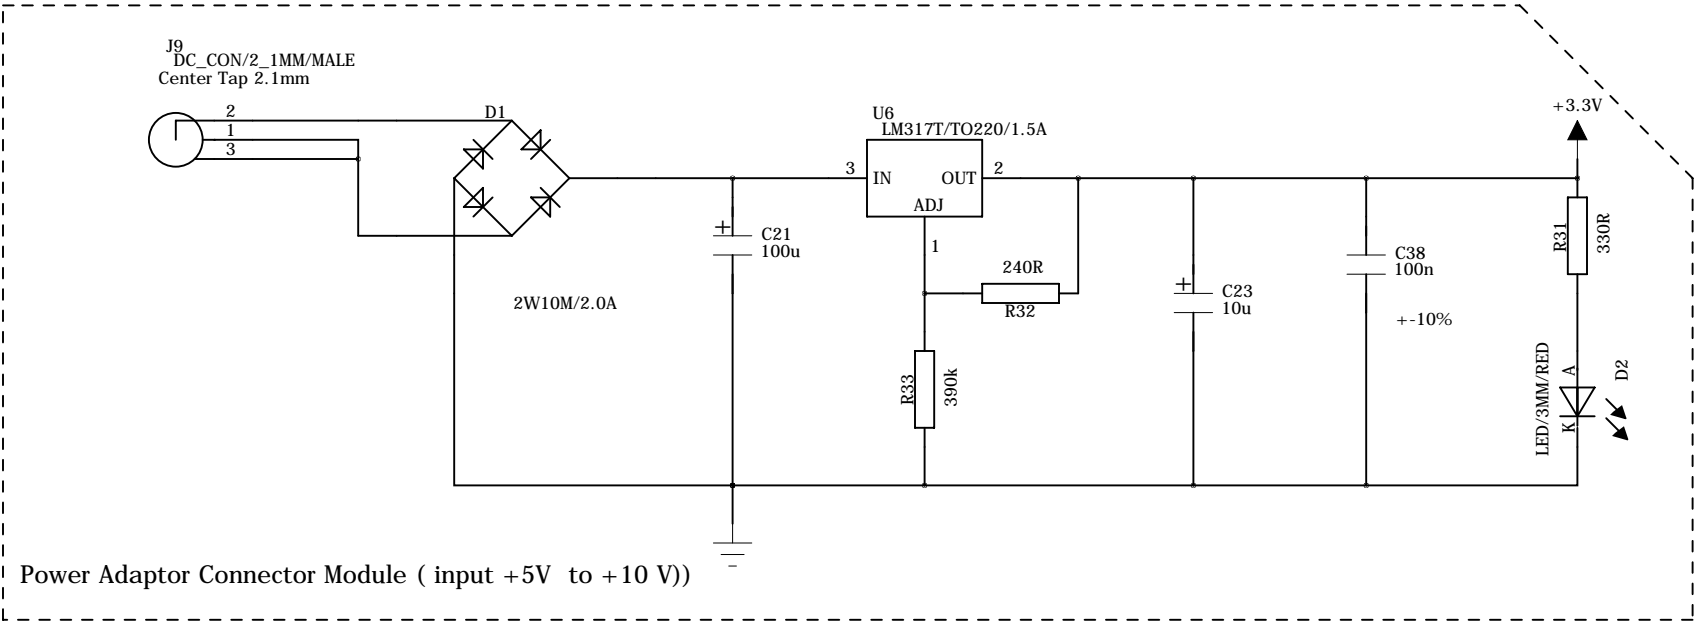 J9
DC_CON/2_1MM/MALE
Center Tap 2.1mm
2
1
3
D1
2W10M/2.0A
+
C21
100u
U6
LM317T/TO220/1.5A
3
IN
OUT
2
ADJ
1
240R
R32
R33
390k
+
C23
10u
C38
100n
+-10%
+3.3V
R31
330R
LED/3MM/RED
A
K
D2
Power Adaptor Connector Module ( input +5V to +10 V))